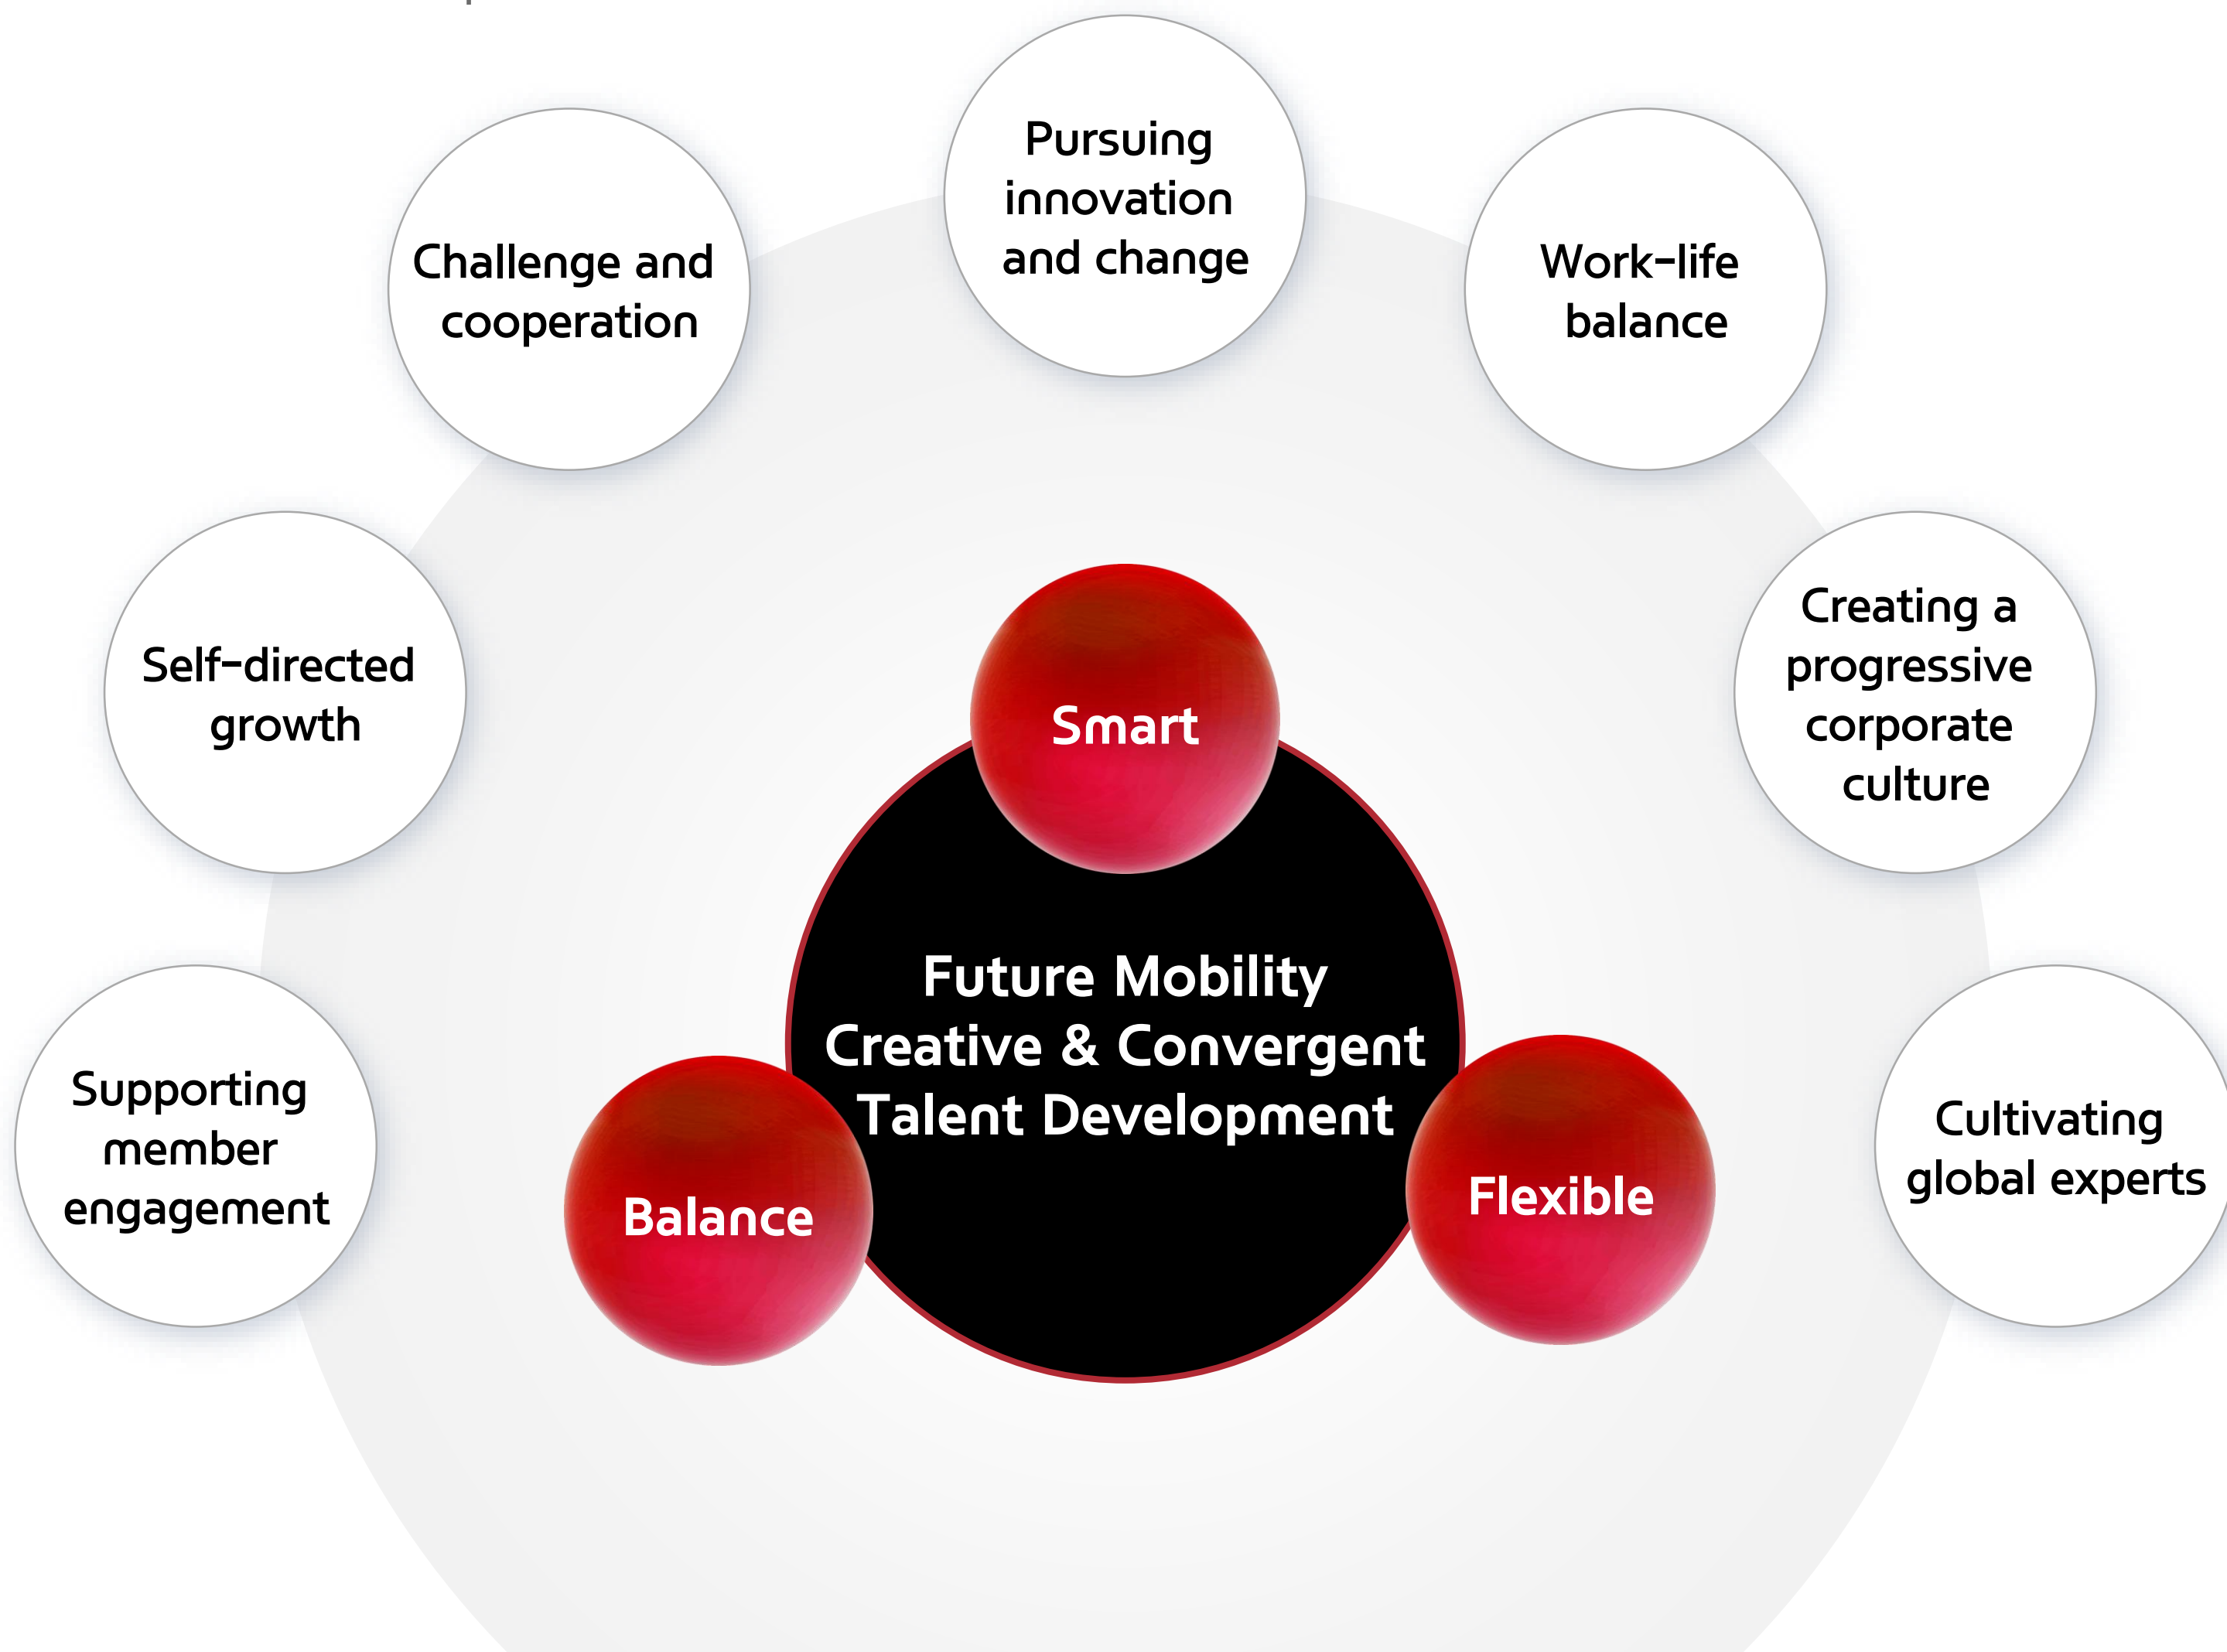 Pursuing
innovation
and change
Challenge and
cooperation
Work-life
balance
Self-directed
growth
Creating a
progressive
corporate
culture
Smart
Future Mobility
Creative & Convergent
Talent Development
Supporting
member
engagement
Balance
Flexible
Cultivating
global experts